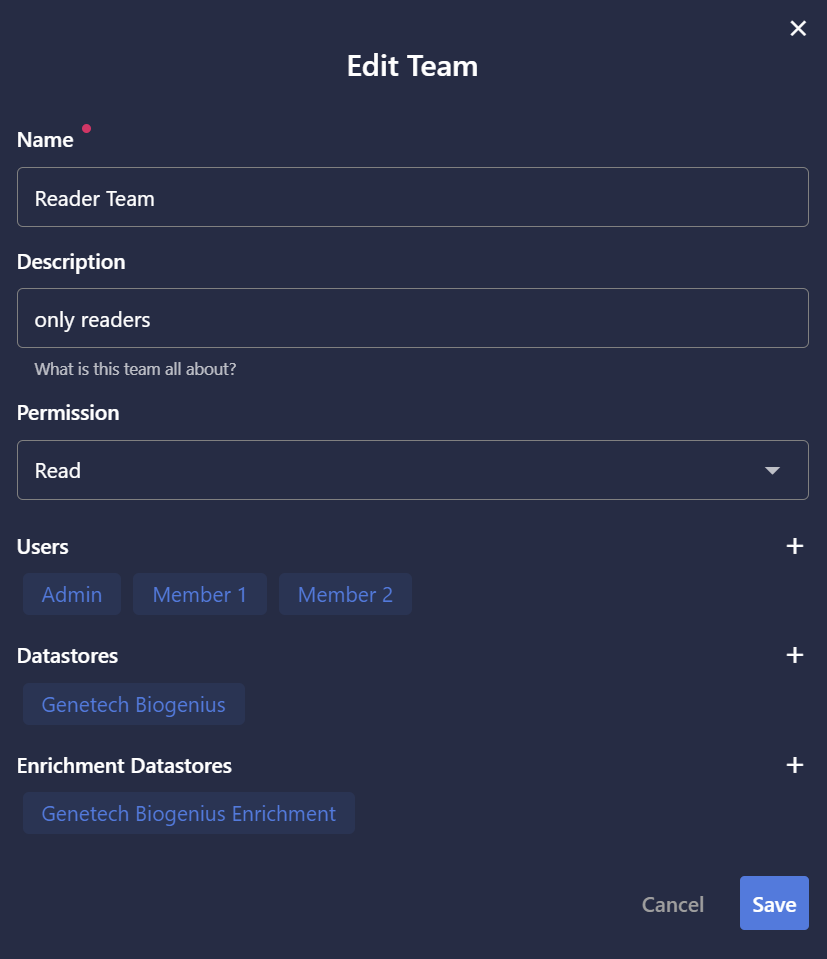 Edit Team
Name
Reader Team
Description
only readers
What is this team all about?
Permission
Read
Users
Admin Member 1 Member 2
Datastores
Genetech Biogenius
Enrichment Datastores
Genetech Biogenius Enrichment
Cancel Save